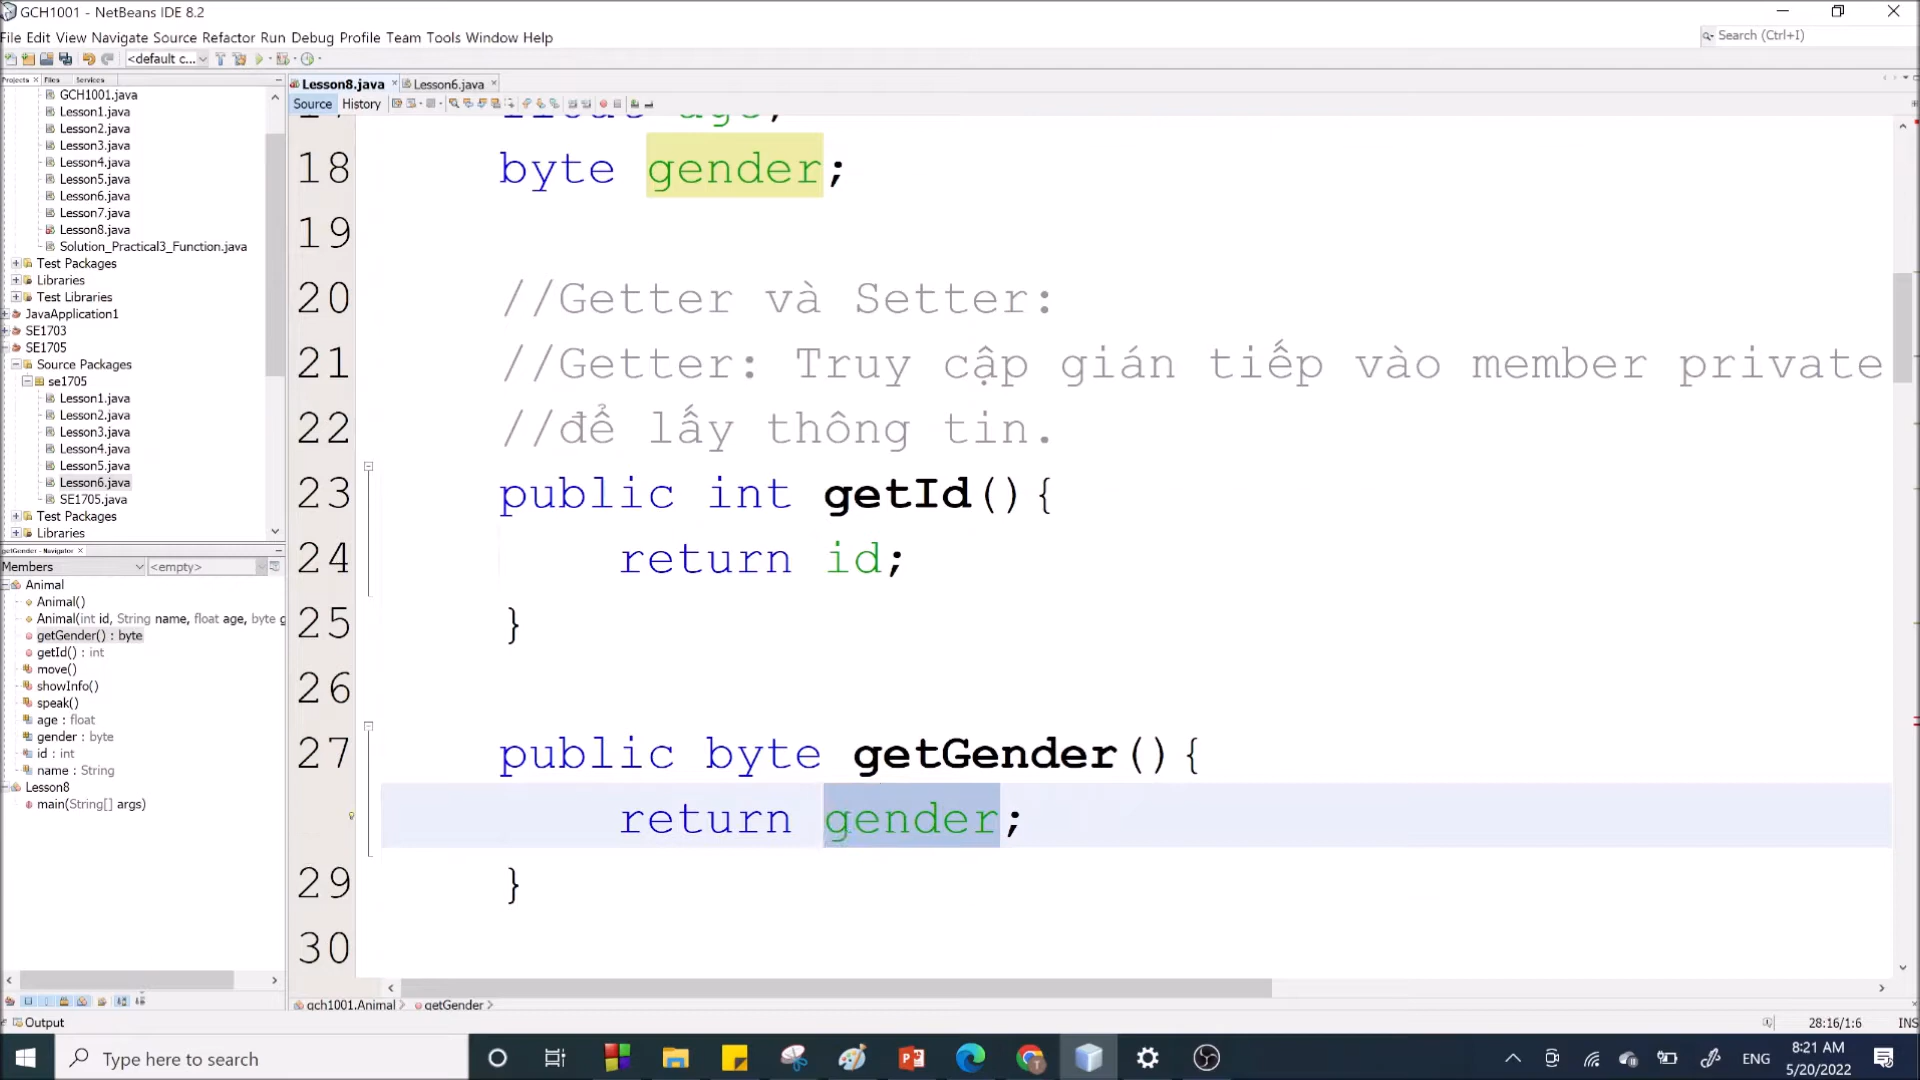 GCH1001 - NetBeans IDE 8.2
File Edit View Navigate Source Refactor Run Debug Profile Team Tools Window Help
Search (Ctrl+I)
<default c...
Projects Files Services
GCH1001.java
Lesson1.java
Lesson2.java
Lesson3.java
Lesson4.java
Lesson5.java
Lesson6.java
Lesson7.java
Lesson8.java
Solution_Practical3_Function.java
Test Packages
Libraries
Test Libraries
JavaApplication1
SE1703
SE1705
Source Packages
se1705
Lesson1.java
Lesson2.java
Lesson3.java
Lesson4.java
Lesson5.java
Lesson6.java
SE1705.java
Test Packages
Libraries
getGender - Navigator
Members <empty>
Animal
Animal()
Animal(int id, String name, float age, byte g
getGender() : byte
getId() : int
move()
showInfo()
speak()
age : float
gender : byte
id : int
name : String
Lesson8
main(String[] args)
Lesson8.java Lesson6.java
Source History
17 float age;
18 byte gender;
19
20 //Getter và Setter:
21 //Getter: Truy cập gián tiếp vào member private
22 //để lấy thông tin.
23 public int getId(){
24 return id;
25 }
26
27 public byte getGender(){
return gender;
29 }
30
gch1001.Animal getGender
Output
28:16/1:6 INS
Type here to search
ENG
8:21 AM
5/20/2022